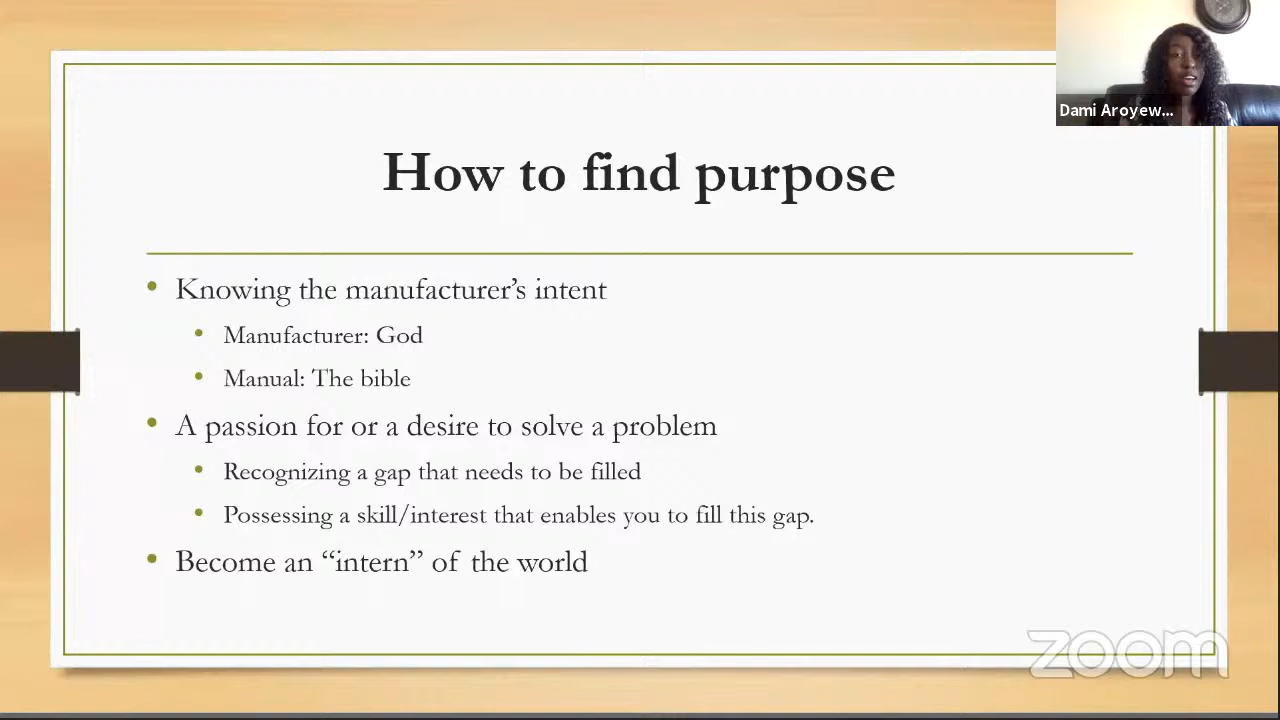 Dami Aroyew...
How to find purpose
• Knowing the manufacturer’s intent
• Manufacturer: God
• Manual: The bible
• A passion for or a desire to solve a problem
• Recognizing a gap that needs to be filled
• Possessing a skill/interest that enables you to fill this gap.
• Become an “intern” of the world
zoom